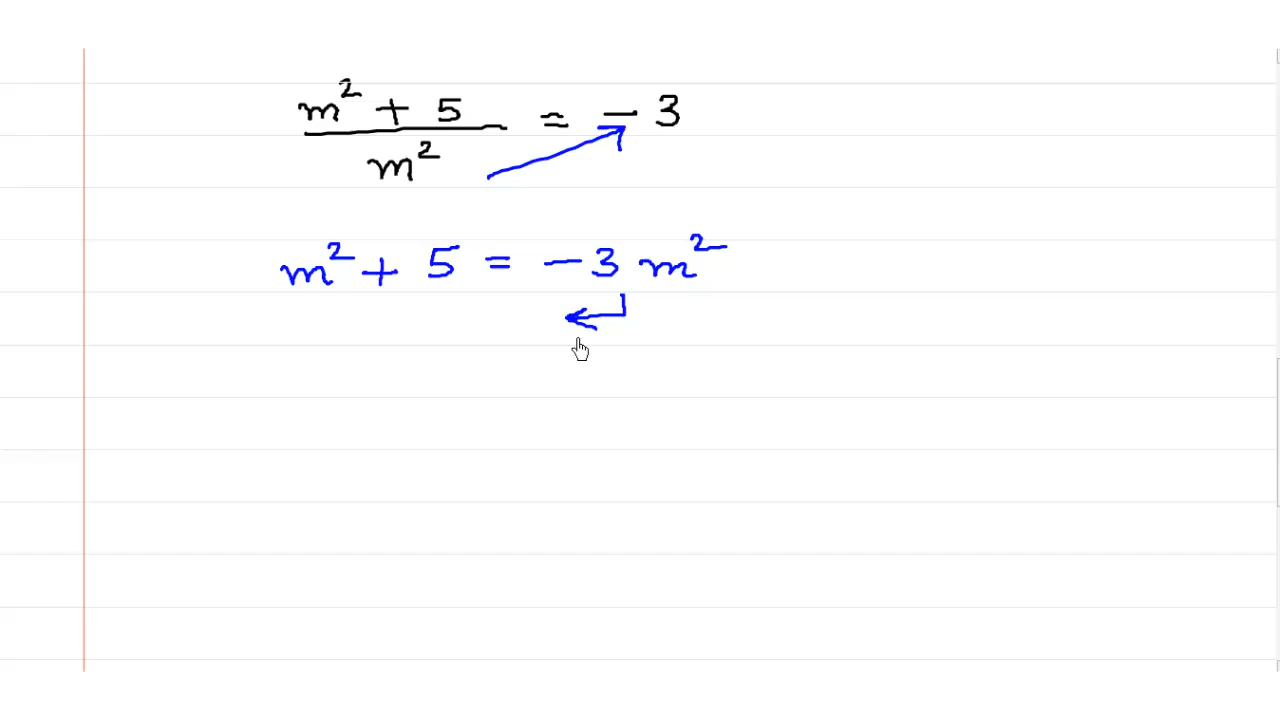 m² + 5 / m² = - 3
m² + 5 = - 3 m²